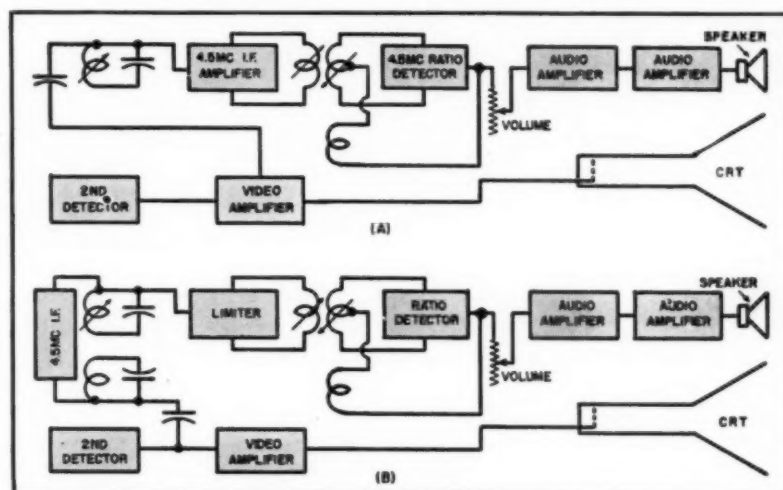 SPEAKER
4.5MC I.F.
AMPLIFIER
4.5MC RATIO
DETECTOR
AUDIO
AMPLIFIER
AUDIO
AMPLIFIER
VOLUME
2ND
DETECTOR
VIDEO
AMPLIFIER
CRT
(A)
SPEAKER
4.5MC I.F.
LIMITER
RATIO
DETECTOR
AUDIO
AMPLIFIER
AUDIO
AMPLIFIER
VOLUME
2ND
DETECTOR
VIDEO
AMPLIFIER
CRT
(B)